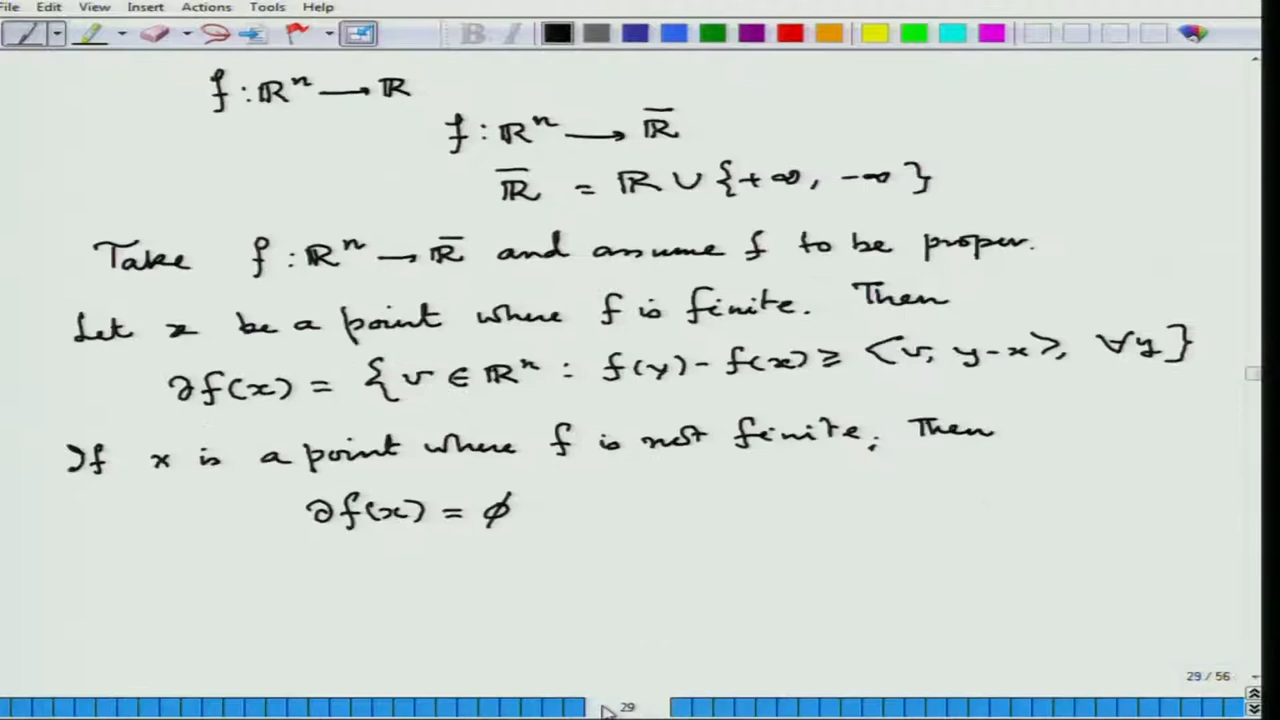 File Edit View Insert Actions Tools Help
B I
f : ℝⁿ → ℝ
f : ℝⁿ → ℝ̄
ℝ̄ = ℝ ∪ {+∞, -∞}
Take f : ℝⁿ → ℝ̄ and assume f to be proper.
Let x be a point where f is finite. Then
∂f(x) = {v ∈ ℝⁿ : f(y) - f(x) ≥ <v, y-x>, ∀y}
If x is a point where f is not finite; Then
∂f(x) = ϕ
29 / 56
29